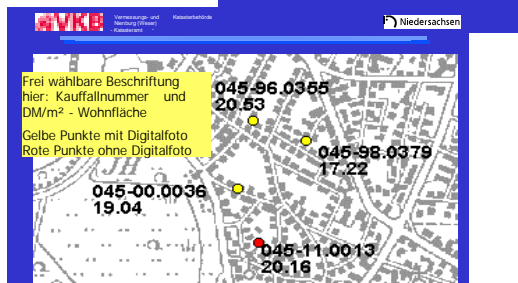 VKB
Vermessungs- und Katasterbehörde
Nienburg (Weser)
- Katasteramt -
Niedersachsen
Frei wählbare Beschriftung
hier: Kauffallnummer und
DM/m² - Wohnfläche
Gelbe Punkte mit Digitalfoto
Rote Punkte ohne Digitalfoto
045-96.0355
20.53
045-98.0379
17.22
045-00.0036
19.04
045-11.0013
20.16